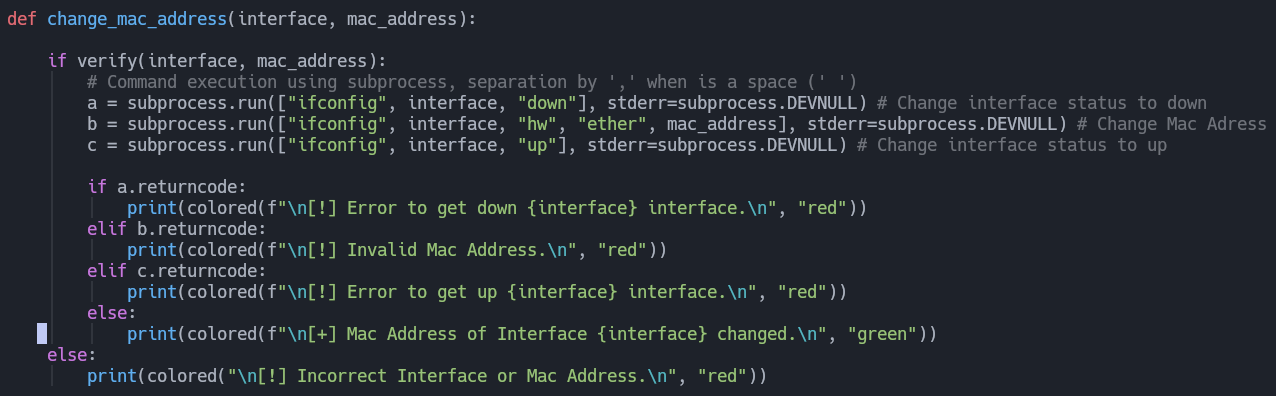 def change_mac_address(interface, mac_address):
if verify(interface, mac_address):
# Command execution using subprocess, separation by ',' when is a space (' ')
a = subprocess.run(["ifconfig", interface, "down"], stderr=subprocess.DEVNULL) # Change interface status to down
b = subprocess.run(["ifconfig", interface, "hw", "ether", mac_address], stderr=subprocess.DEVNULL) # Change Mac Adress
c = subprocess.run(["ifconfig", interface, "up"], stderr=subprocess.DEVNULL) # Change interface status to up
if a.returncode:
print(colored(f"\n[!] Error to get down {interface} interface.\n", "red"))
elif b.returncode:
print(colored(f"\n[!] Invalid Mac Address.\n", "red"))
elif c.returncode:
print(colored(f"\n[!] Error to get up {interface} interface.\n", "red"))
else:
print(colored(f"\n[+] Mac Address of Interface {interface} changed.\n", "green"))
else:
print(colored("\n[!] Incorrect Interface or Mac Address.\n", "red"))